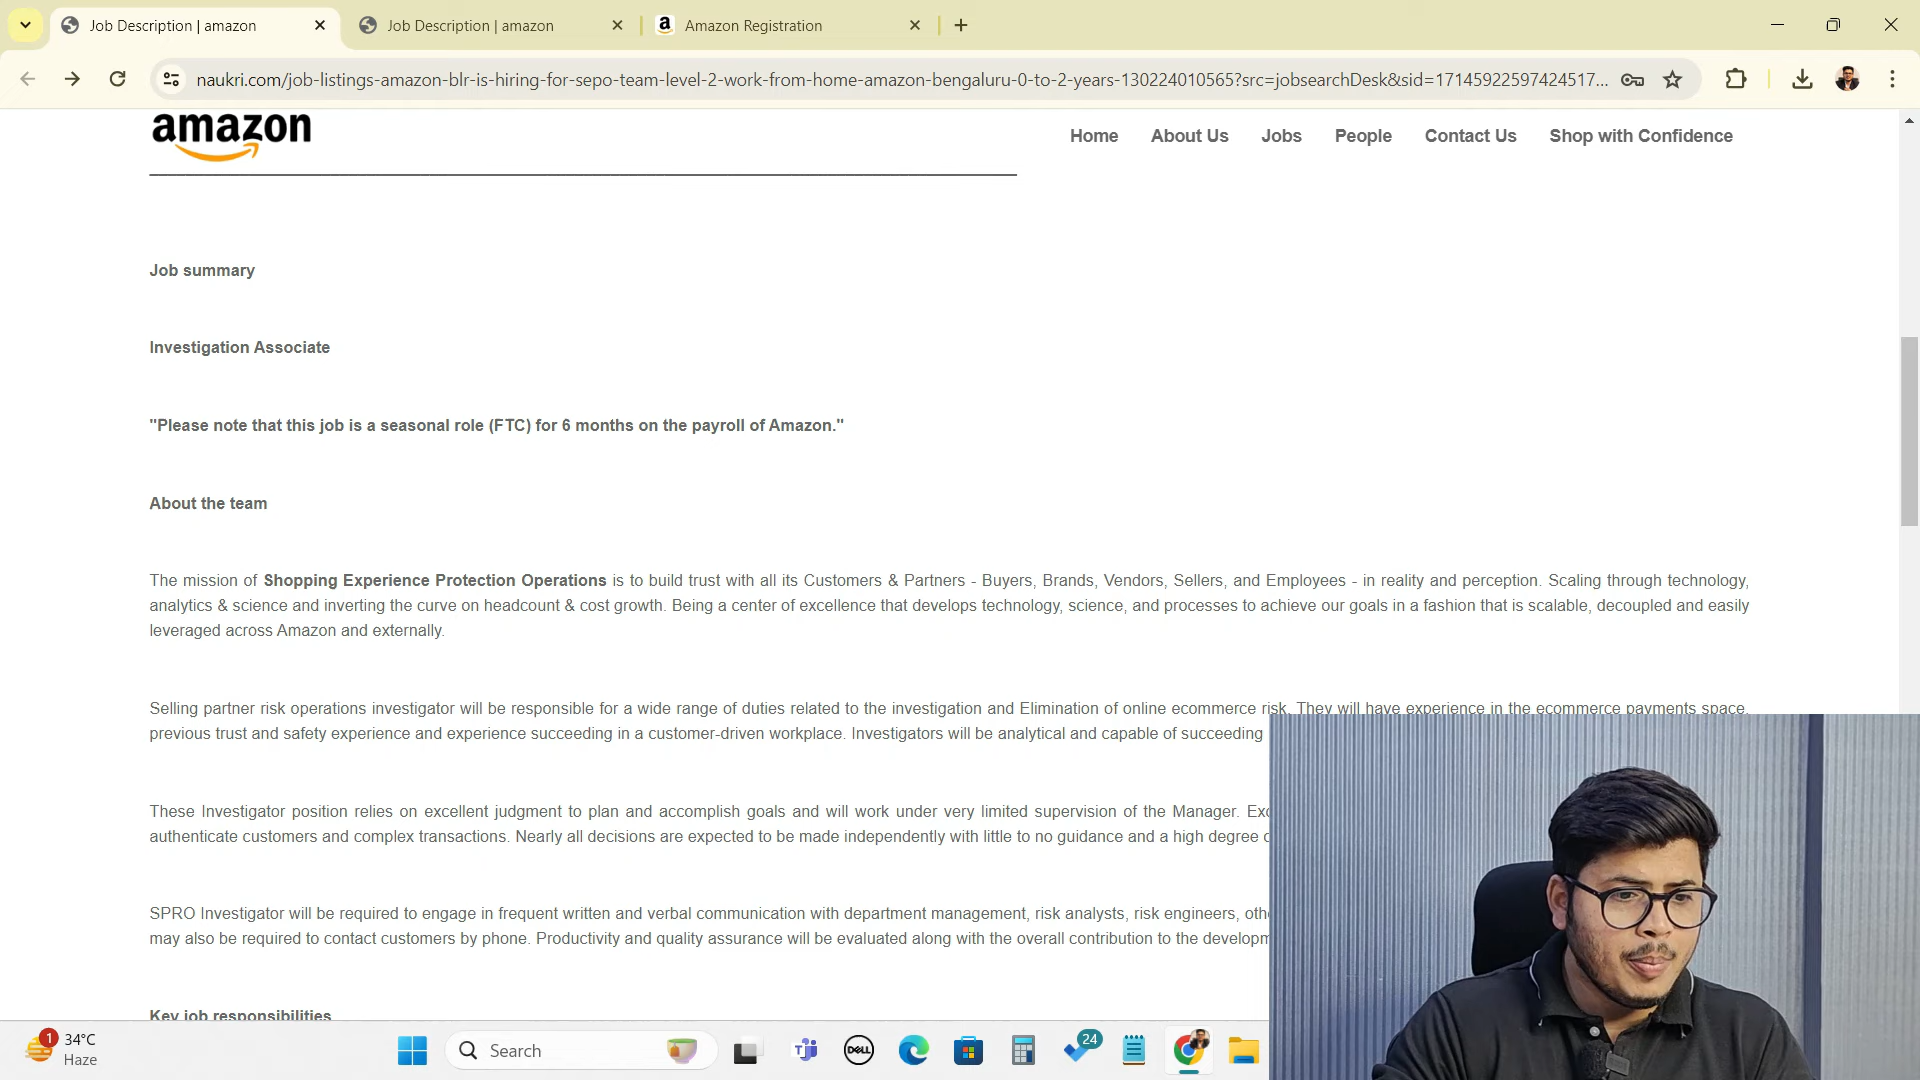 Job Description | amazon
Job Description | amazon
a Amazon Registration
naukri.com/job-listings-amazon-blr-is-hiring-for-sepo-team-level-2-work-from-home-amazon-bengaluru-0-to-2-years-130224010565?src=jobsearchDesk&sid=17145922597424517...
amazon
Home About Us Jobs People Contact Us Shop with Confidence
Job summary
Investigation Associate
"Please note that this job is a seasonal role (FTC) for 6 months on the payroll of Amazon."
About the team
The mission of Shopping Experience Protection Operations is to build trust with all its Customers & Partners - Buyers, Brands, Vendors, Sellers, and Employees - in reality and perception. Scaling through technology,
analytics & science and inverting the curve on headcount & cost growth. Being a center of excellence that develops technology, science, and processes to achieve our goals in a fashion that is scalable, decoupled and easily
leveraged across Amazon and externally.
Selling partner risk operations investigator will be responsible for a wide range of duties related to the investigation and Elimination of online ecommerce risk. They will have experience in the ecommerce payments space,
previous trust and safety experience and experience succeeding in a customer-driven workplace. Investigators will be analytical and capable of succeeding
These Investigator position relies on excellent judgment to plan and accomplish goals and will work under very limited supervision of the Manager.
authenticate customers and complex transactions. Nearly all decisions are expected to be made independently with little to no guidance and a high degree
SPRO Investigator will be required to engage in frequent written and verbal communication with department management, risk analysts, risk engineers,
may also be required to contact customers by phone. Productivity and quality assurance will be evaluated along with the overall contribution to the
Key job responsibilities
1
34°C
Haze
Search
DELL
24